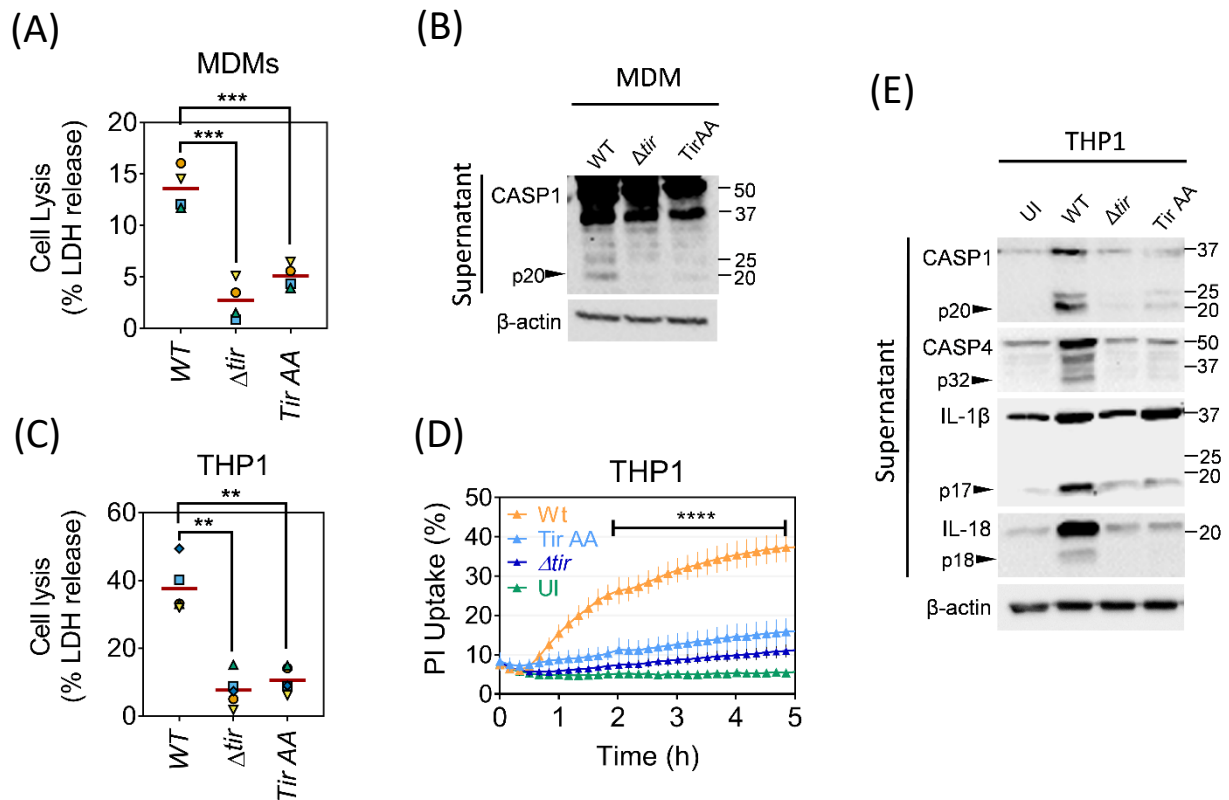 (A)
MDMs
***
***
Cell Lysis
(% LDH release)
20
15
10
5
0
WT
Δtir
Tir AA
(B)
MDM
WT
Δtir
TirAA
Supernatant
CASP1
p20
50
37
25
20
β-actin
(C)
THP1
**
**
Cell lysis
(% LDH release)
60
40
20
0
WT
Δtir
Tir AA
(D)
THP1
PI Uptake (%)
50
40
30
20
10
0
Wt
Tir AA
Δtir
UI
****
0 1 2 3 4 5
Time (h)
(E)
THP1
UI
WT
Δtir
Tir AA
Supernatant
CASP1
p20
37
25
20
CASP4
p32
50
37
IL-1β
p17
37
25
20
IL-18
p18
20
β-actin